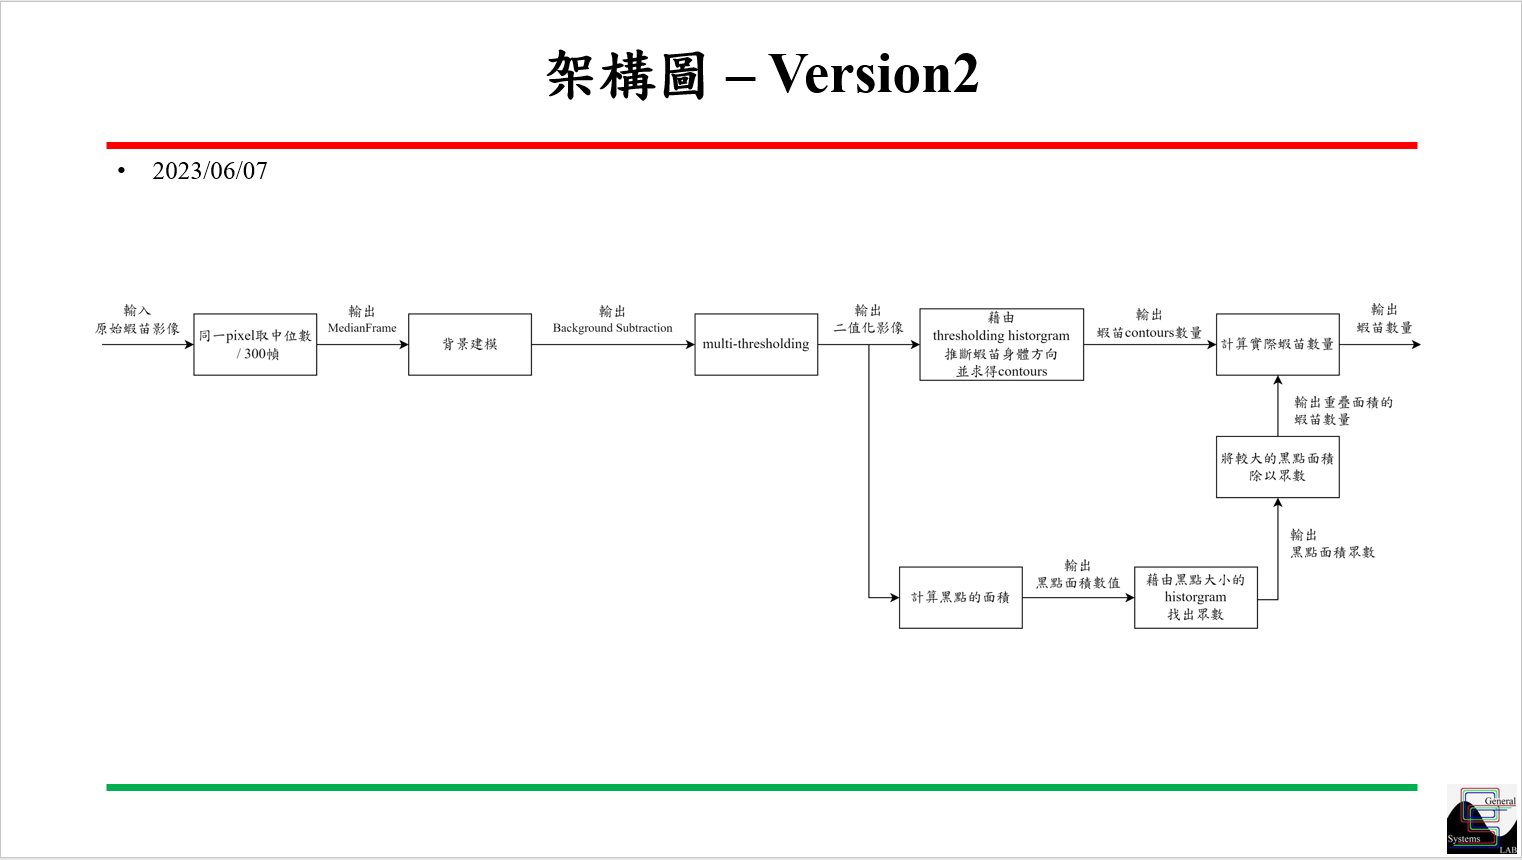 架構圖 – Version2
• 2023/06/07
輸入
原始蝦苗影像
同一pixel取中位數
/ 300幀
輸出
MedianFrame
背景建模
輸出
Background Subtraction
multi-thresholding
輸出
二值化影像
藉由
thresholding historgram
推斷蝦苗身體方向
並求得contours
輸出
蝦苗contours數量
計算實際蝦苗數量
輸出
蝦苗數量
輸出重疊面積的
蝦苗數量
將較大的黑點面積
除以眾數
輸出
黑點面積眾數
計算黑點的面積
輸出
黑點面積數值
藉由黑點大小的
historgram
找出眾數
General
Systems
LAB